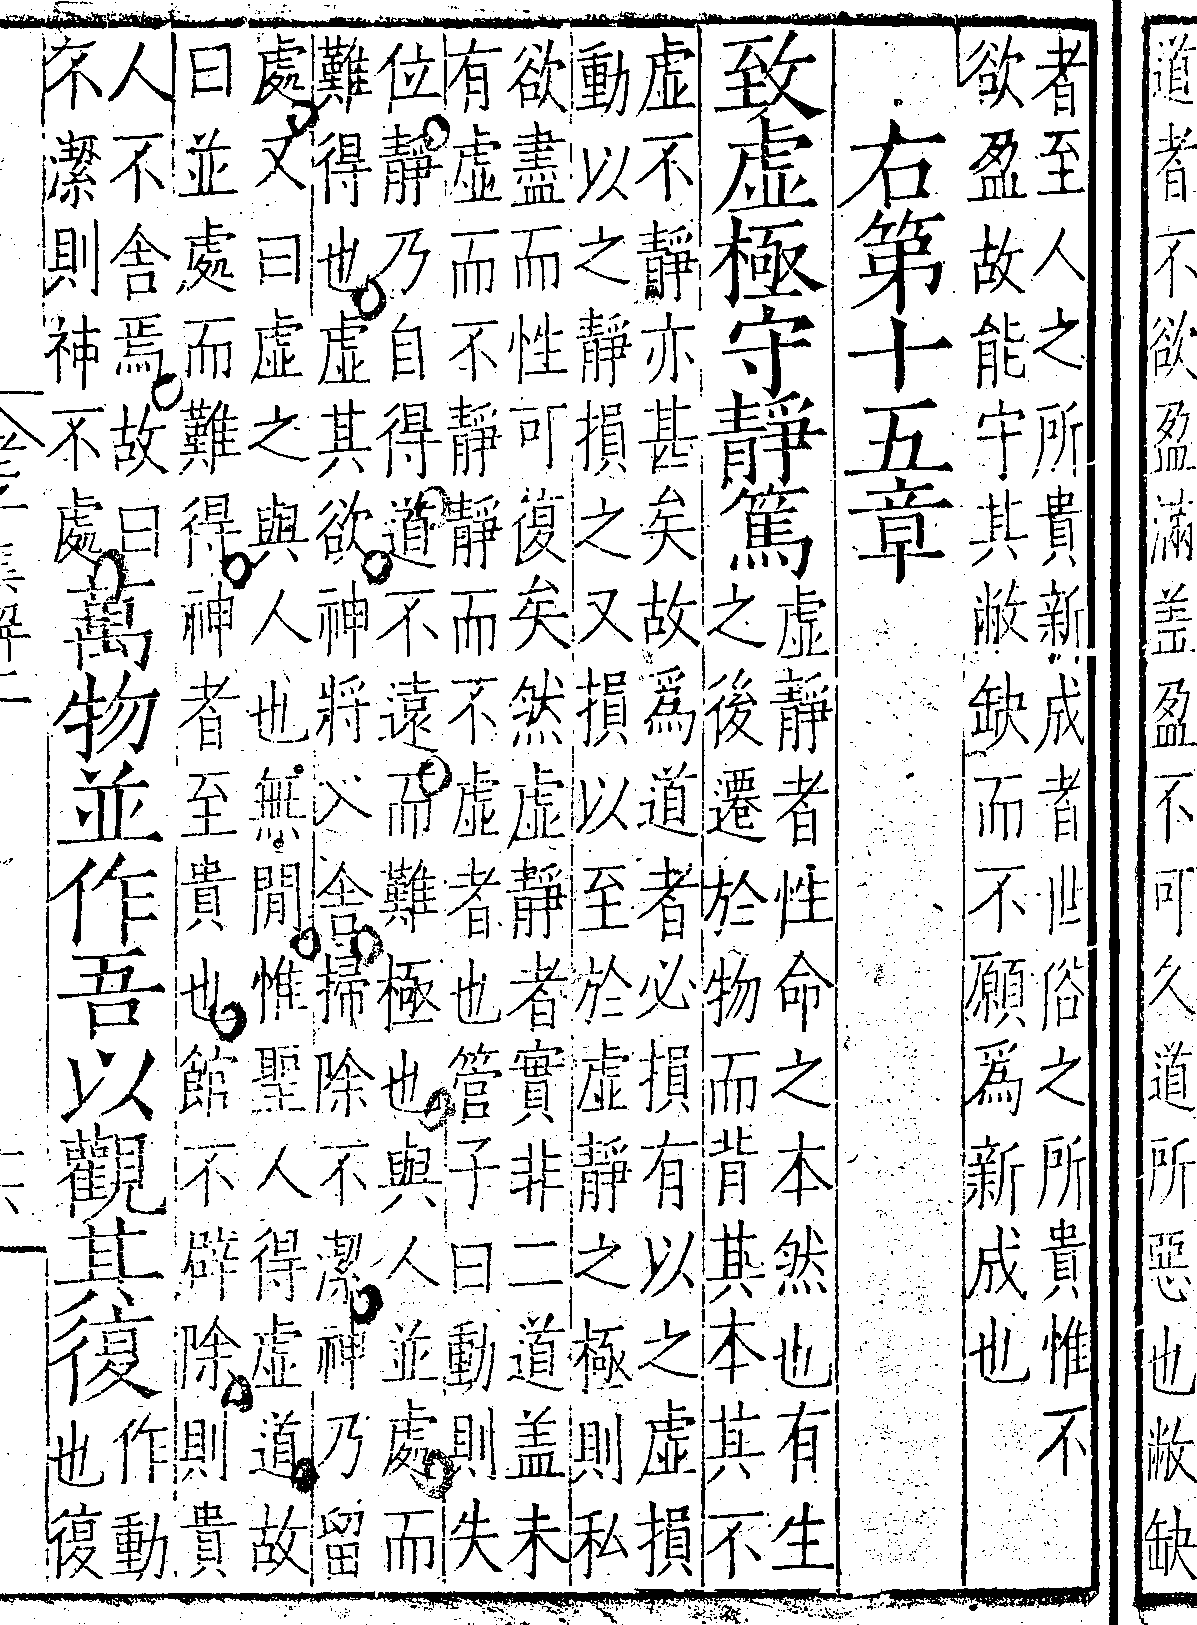 道者不欲盈滿盖盈不可久道所惡也敝缺
者至人之所貴新成者世俗之所貴惟不
欲盈故能守其敝缺而不願爲新成也
右第十五章
致虛極守靜篤
虛靜者性命之本然也有生
之後遷於物而背其本其不
虛不靜亦甚矣故爲道者必損有以之虛損
動以之靜損之又損以至於虛靜之極則私
欲盡而性可復矣然虛靜者實非二道盖未
有虛而不靜靜而不虛者也管子曰動則失
位靜乃自得道不遠而難極也與人並處而
難得也虛其欲神將入舍掃除不潔神乃留
處又曰虛之與人也無閒惟聖人得虛道故
曰並處而難得神者至貴也館不辟除則貴
人不舍焉故曰
不潔則神不處
萬物並作吾以觀其復
作動
也復